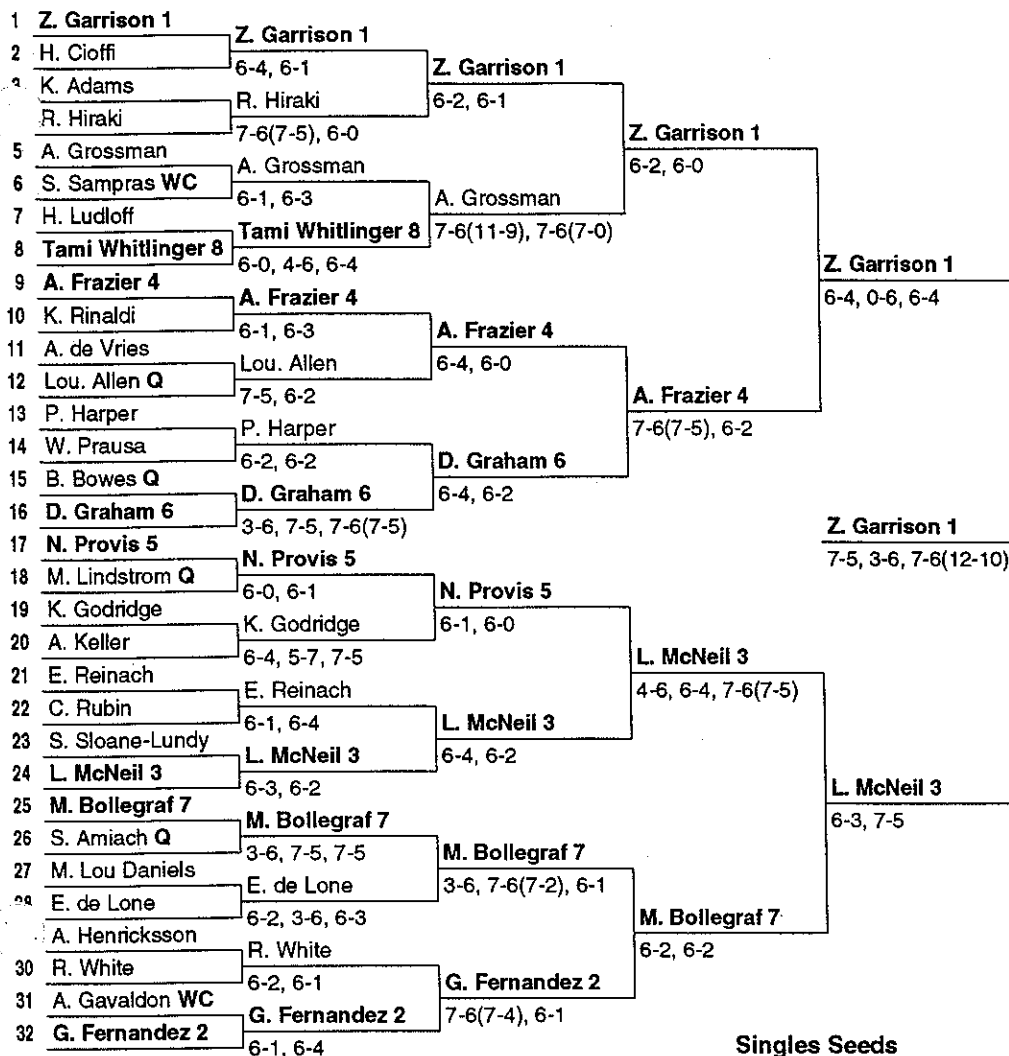 1 Z. Garrison 1
2 H. Cioffi
K. Adams
R. Hiraki
5 A. Grossman
6 S. Sampras WC
7 H. Ludloff
8 Tami Whitlinger 8
9 A. Frazier 4
10 K. Rinaldi
11 A. de Vries
12 Lou. Allen Q
13 P. Harper
14 W. Prausa
15 B. Bowes Q
16 D. Graham 6
17 N. Provis 5
18 M. Lindstrom Q
19 K. Godridge
20 A. Keller
21 E. Reinach
22 C. Rubin
23 S. Sloane-Lundy
24 L. McNeil 3
25 M. Bollegraf 7
26 S. Amiach Q
27 M. Lou Daniels
E. de Lone
A. Henricksson
30 R. White
31 A. Gavaldon WC
32 G. Fernandez 2
Z. Garrison 1
6-4, 6-1
R. Hiraki
7-6(7-5), 6-0
A. Grossman
6-1, 6-3
Tami Whitlinger 8
6-0, 4-6, 6-4
A. Frazier 4
6-1, 6-3
Lou. Allen
7-5, 6-2
P. Harper
6-2, 6-2
D. Graham 6
3-6, 7-5, 7-6(7-5)
N. Provis 5
6-0, 6-1
K. Godridge
6-4, 5-7, 7-5
E. Reinach
6-1, 6-4
L. McNeil 3
6-3, 6-2
M. Bollegraf 7
3-6, 7-5, 7-5
E. de Lone
6-2, 3-6, 6-3
R. White
6-2, 6-1
G. Fernandez 2
6-1, 6-4
Z. Garrison 1
6-2, 6-1
A. Grossman
7-6(11-9), 7-6(7-0)
A. Frazier 4
6-4, 6-0
D. Graham 6
6-4, 6-2
N. Provis 5
6-1, 6-0
L. McNeil 3
6-4, 6-2
M. Bollegraf 7
3-6, 7-6(7-2), 6-1
G. Fernandez 2
7-6(7-4), 6-1
Z. Garrison 1
6-2, 6-0
A. Frazier 4
7-6(7-5), 6-2
L. McNeil 3
4-6, 6-4, 7-6(7-5)
M. Bollegraf 7
6-2, 6-2
Z. Garrison 1
6-4, 0-6, 6-4
L. McNeil 3
6-3, 7-5
Z. Garrison 1
7-5, 3-6, 7-6(12-10)
Singles Seeds